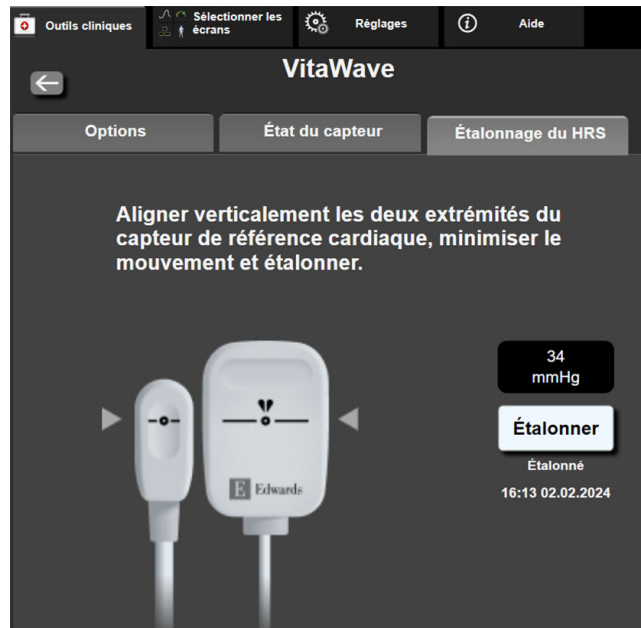 Outils cliniques
Sélectionner les
écrans
Réglages
Aide
VitaWave
Options
État du capteur
Étalonnage du HRS
Aligner verticalement les deux extrémités du
capteur de référence cardiaque, minimiser le
mouvement et étalonner.
34
mmHg
Étalonner
Étalonné
16:13 02.02.2024
E Edwards